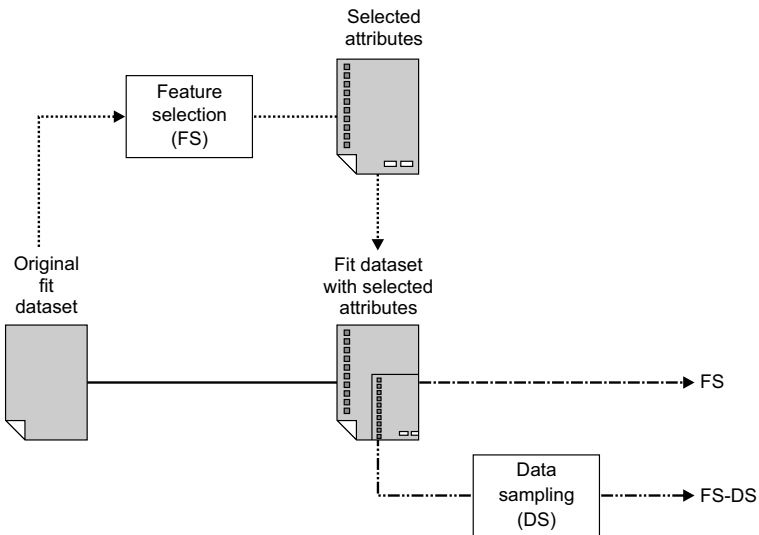 Selected
attributes
Feature
selection
(FS)
Original
fit
dataset
Fit dataset
with selected
attributes
FS
Data
sampling
(DS)
FS-DS